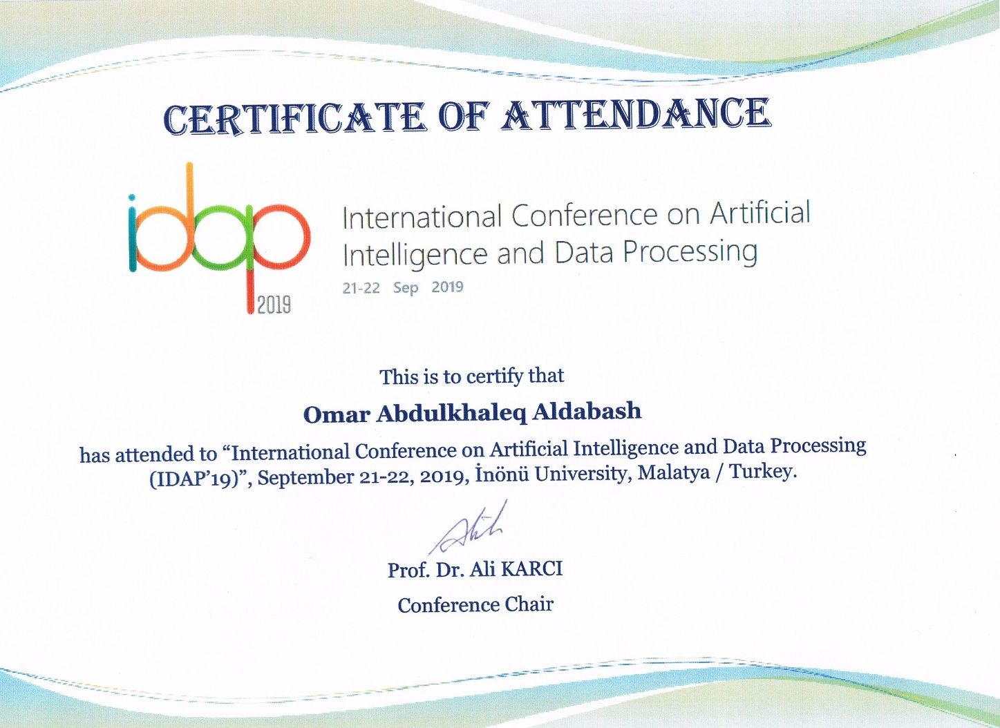 CERTIFICATE OF ATTENDANCE
idap
2019
International Conference on Artificial
Intelligence and Data Processing
21-22 Sep 2019
This is to certify that
Omar Abdulkhaleq Aldabash
has attended to “International Conference on Artificial Intelligence and Data Processing
(IDAP’19)”, September 21-22, 2019, İnönü University, Malatya / Turkey.
Prof. Dr. Ali KARCI
Conference Chair